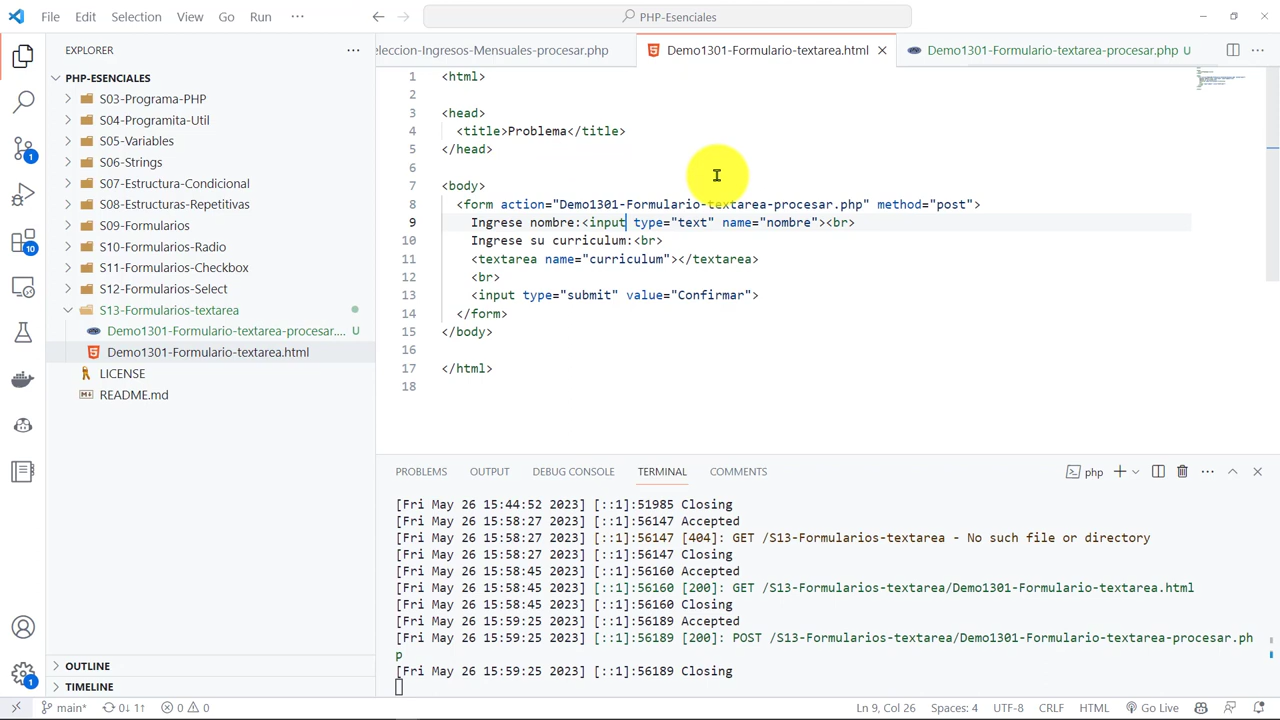 File Edit Selection View Go Run ··· PHP-Esenciales
EXPLORER
eleccion-Ingresos-Mensuales-procesar.php Demo1301-Formulario-textarea.html Demo1301-Formulario-textarea-procesar.php U
PHP-ESENCIALES
S03-Programa-PHP
S04-Programita-Util
S05-Variables
S06-Strings
S07-Estructura-Condicional
S08-Estructuras-Repetitivas
S09-Formularios
S10-Formularios-Radio
S11-Formularios-Checkbox
S12-Formularios-Select
S13-Formularios-textarea
Demo1301-Formulario-textarea-procesar.... U
Demo1301-Formulario-textarea.html
LICENSE
README.md
OUTLINE
TIMELINE
1
10
1
1 <html>
2
3 <head>
4 <title>Problema</title>
5 </head>
6
7 <body>
8 <form action="Demo1301-Formulario-textarea-procesar.php" method="post">
9 Ingrese nombre:<input type="text" name="nombre"><br>
10 Ingrese su curriculum:<br>
11 <textarea name="curriculum"></textarea>
12 <br>
13 <input type="submit" value="Confirmar">
14 </form>
15 </body>
16
17 </html>
18
PROBLEMS OUTPUT DEBUG CONSOLE TERMINAL COMMENTS php
[Fri May 26 15:44:52 2023] [::1]:51985 Closing
[Fri May 26 15:58:27 2023] [::1]:56147 Accepted
[Fri May 26 15:58:27 2023] [::1]:56147 [404]: GET /S13-Formularios-textarea - No such file or directory
[Fri May 26 15:58:27 2023] [::1]:56147 Closing
[Fri May 26 15:58:45 2023] [::1]:56160 Accepted
[Fri May 26 15:58:45 2023] [::1]:56160 [200]: GET /S13-Formularios-textarea/Demo1301-Formulario-textarea.html
[Fri May 26 15:58:45 2023] [::1]:56160 Closing
[Fri May 26 15:59:25 2023] [::1]:56189 Accepted
[Fri May 26 15:59:25 2023] [::1]:56189 [200]: POST /S13-Formularios-textarea/Demo1301-Formulario-textarea-procesar.ph
p
[Fri May 26 15:59:25 2023] [::1]:56189 Closing
main* 0↓ 1↑ 0 0 Ln 9, Col 26 Spaces: 4 UTF-8 CRLF HTML Go Live